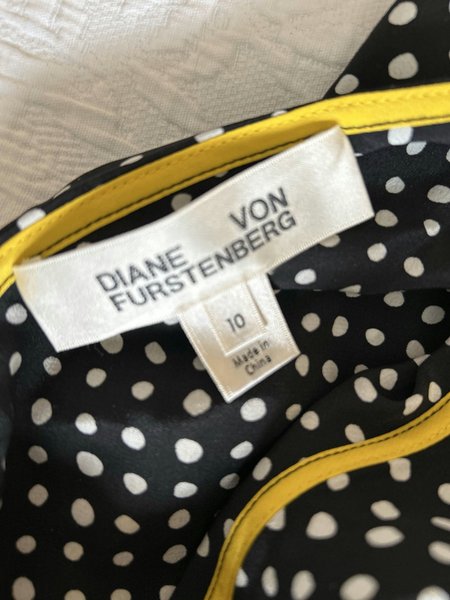 DIANE VON
FURSTENBERG
10
Made in
China